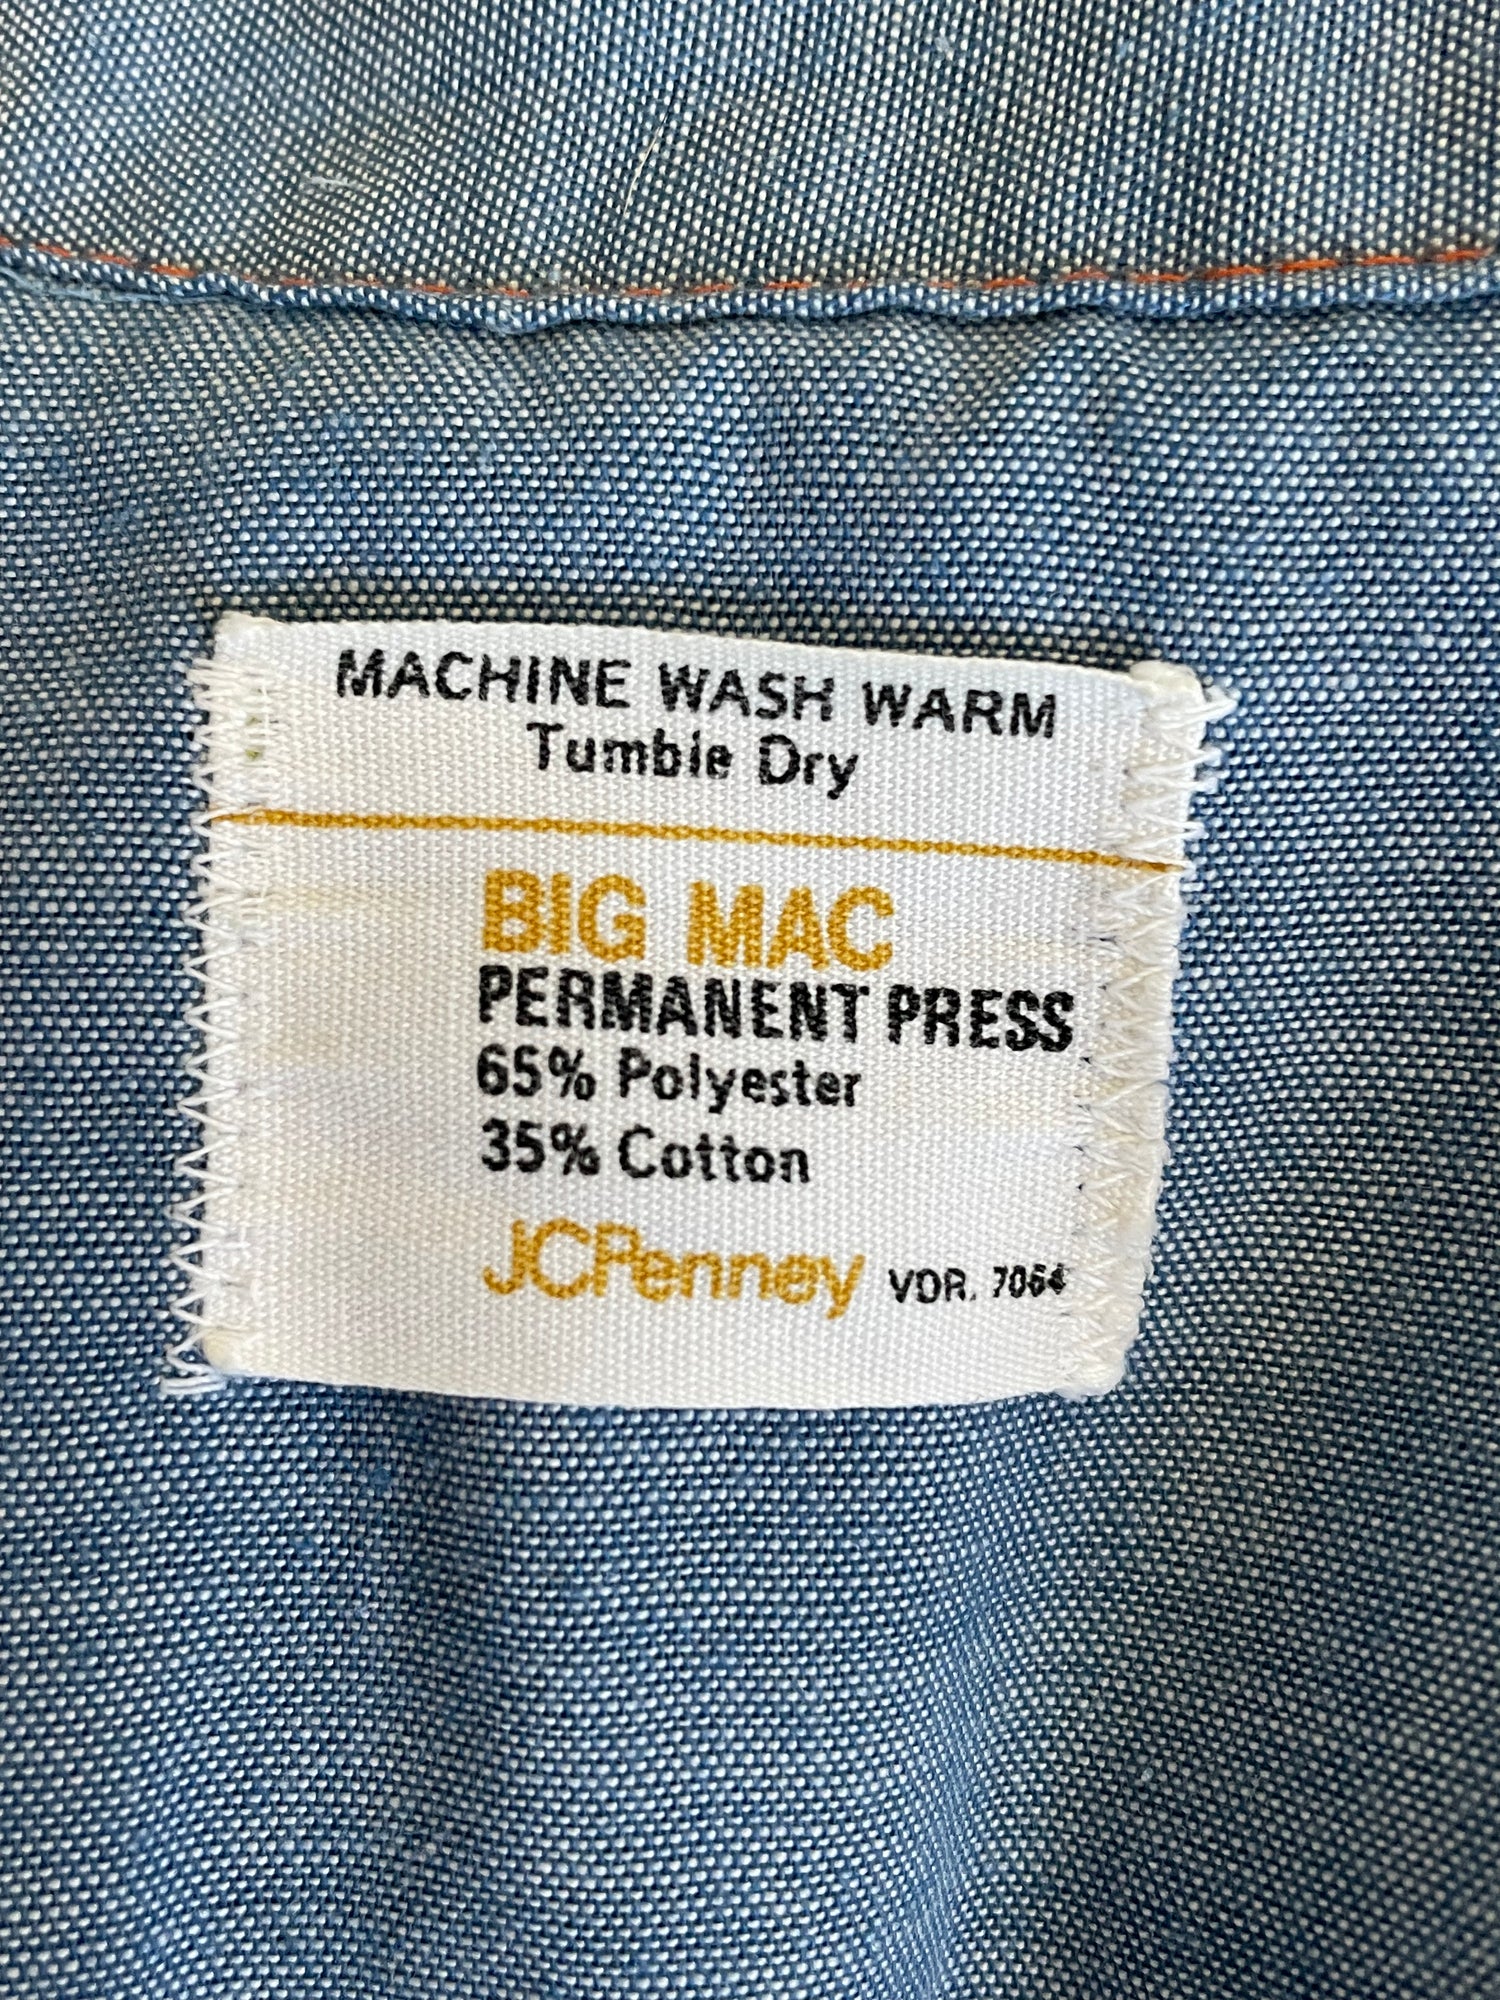 MACHINE WASH WARM
Tumble Dry
BIG MAC
PERMANENT PRESS
65% Polyester
35% Cotton
JCPenney VDR. 7064